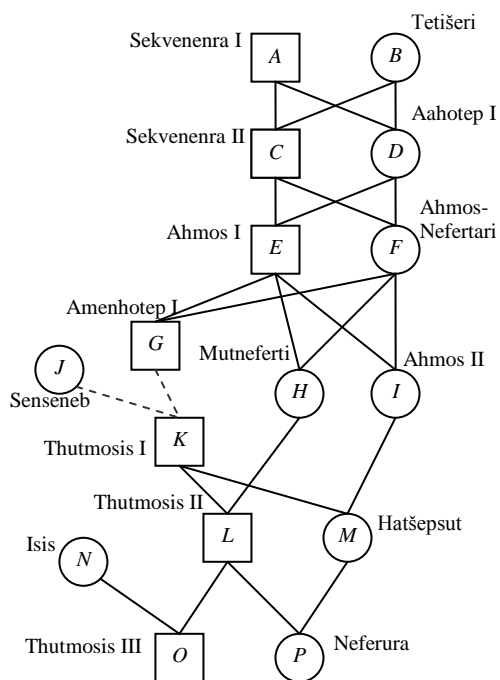 Tetišeri
Sekvenenra I
A
B
Aahotep I
Sekvenenra II
C
D
Ahmos-
Nefertari
Ahmos I
E
F
Amenhotep I
G
Mutneferti
Ahmos II
J
Senseneb
H
I
K
Thutmosis I
Thutmosis II
Hatšepsut
L
M
Isis
N
Thutmosis III
O
P
Neferura